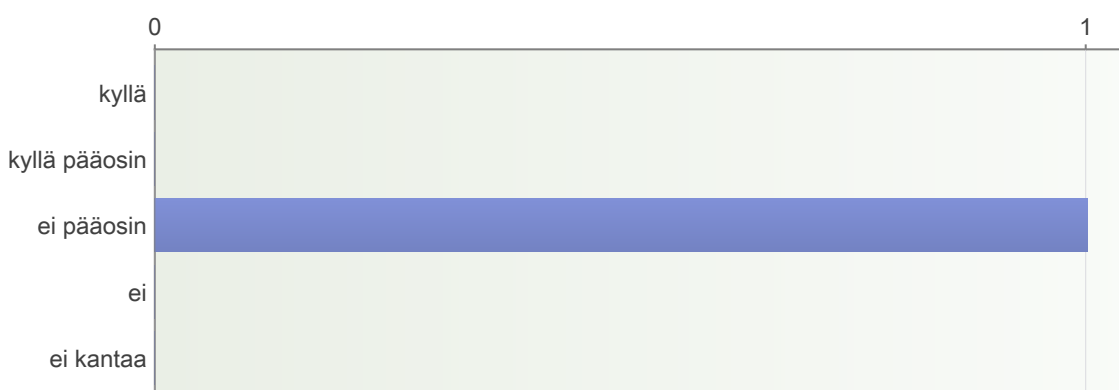 0 1
kyllä
kyllä pääosin
ei pääosin
ei
ei kantaa